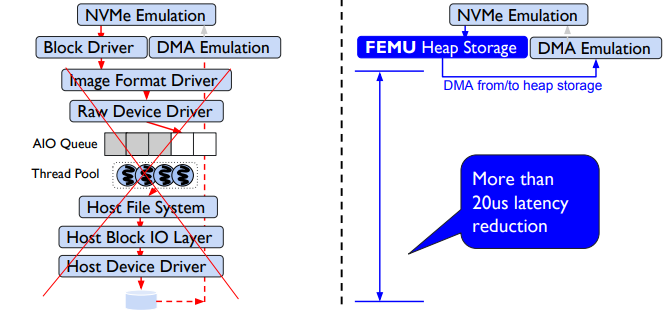 NVMe Emulation
Block Driver
DMA Emulation
Image Format Driver
Raw Device Driver
AIO Queue
Thread Pool
Host File System
Host Block IO Layer
Host Device Driver
NVMe Emulation
FEMU Heap Storage
DMA Emulation
DMA from/to heap storage
More than
20us latency
reduction